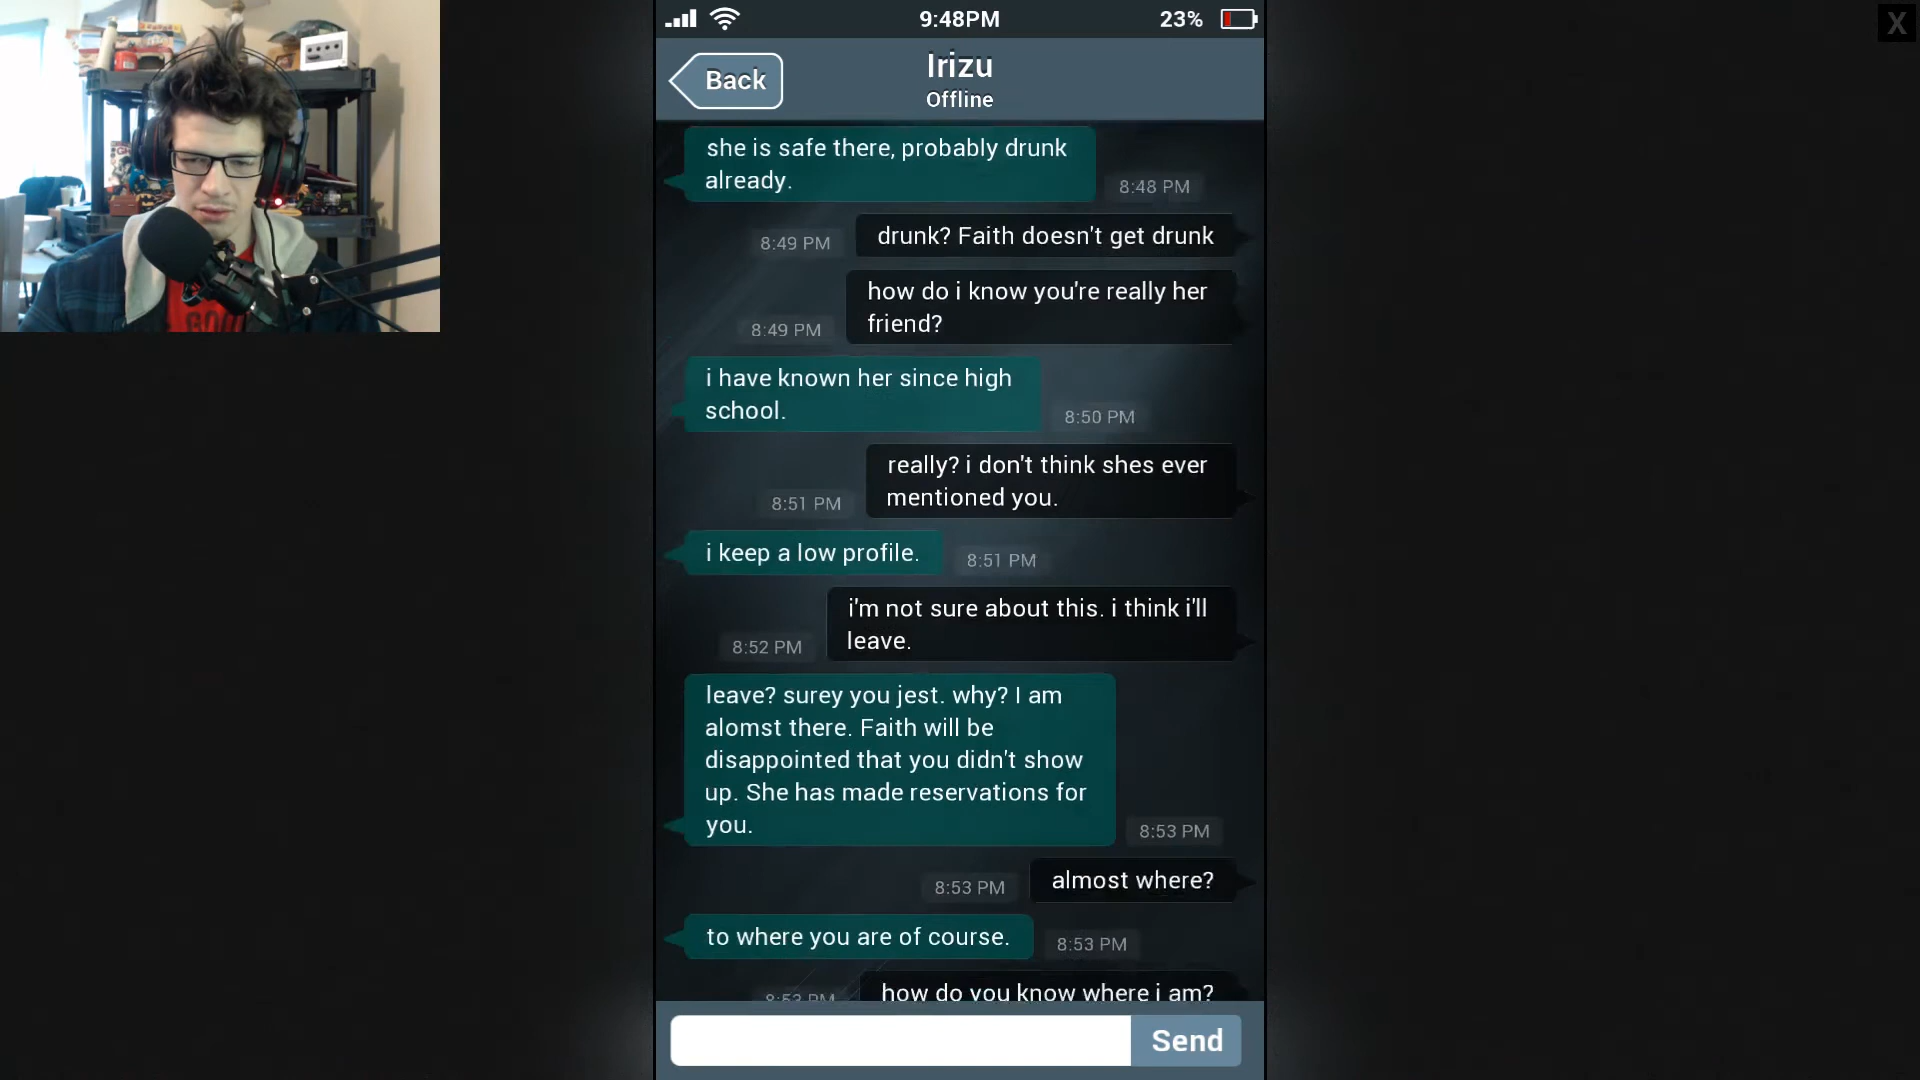 9:48PM
23%
X
Back
Irizu
Offline
she is safe there, probably drunk
already.
8:48 PM
drunk? Faith doesn't get drunk
8:49 PM
how do i know you're really her
friend?
8:49 PM
i have known her since high
school.
8:50 PM
really? i don't think shes ever
mentioned you.
8:51 PM
i keep a low profile.
8:51 PM
i'm not sure about this. i think i'll
leave.
8:52 PM
leave? surey you jest. why? I am
alomst there. Faith will be
disappointed that you didn't show
up. She has made reservations for
you.
8:53 PM
almost where?
8:53 PM
to where you are of course.
8:53 PM
how do you know where i am?
8:53 PM
Send